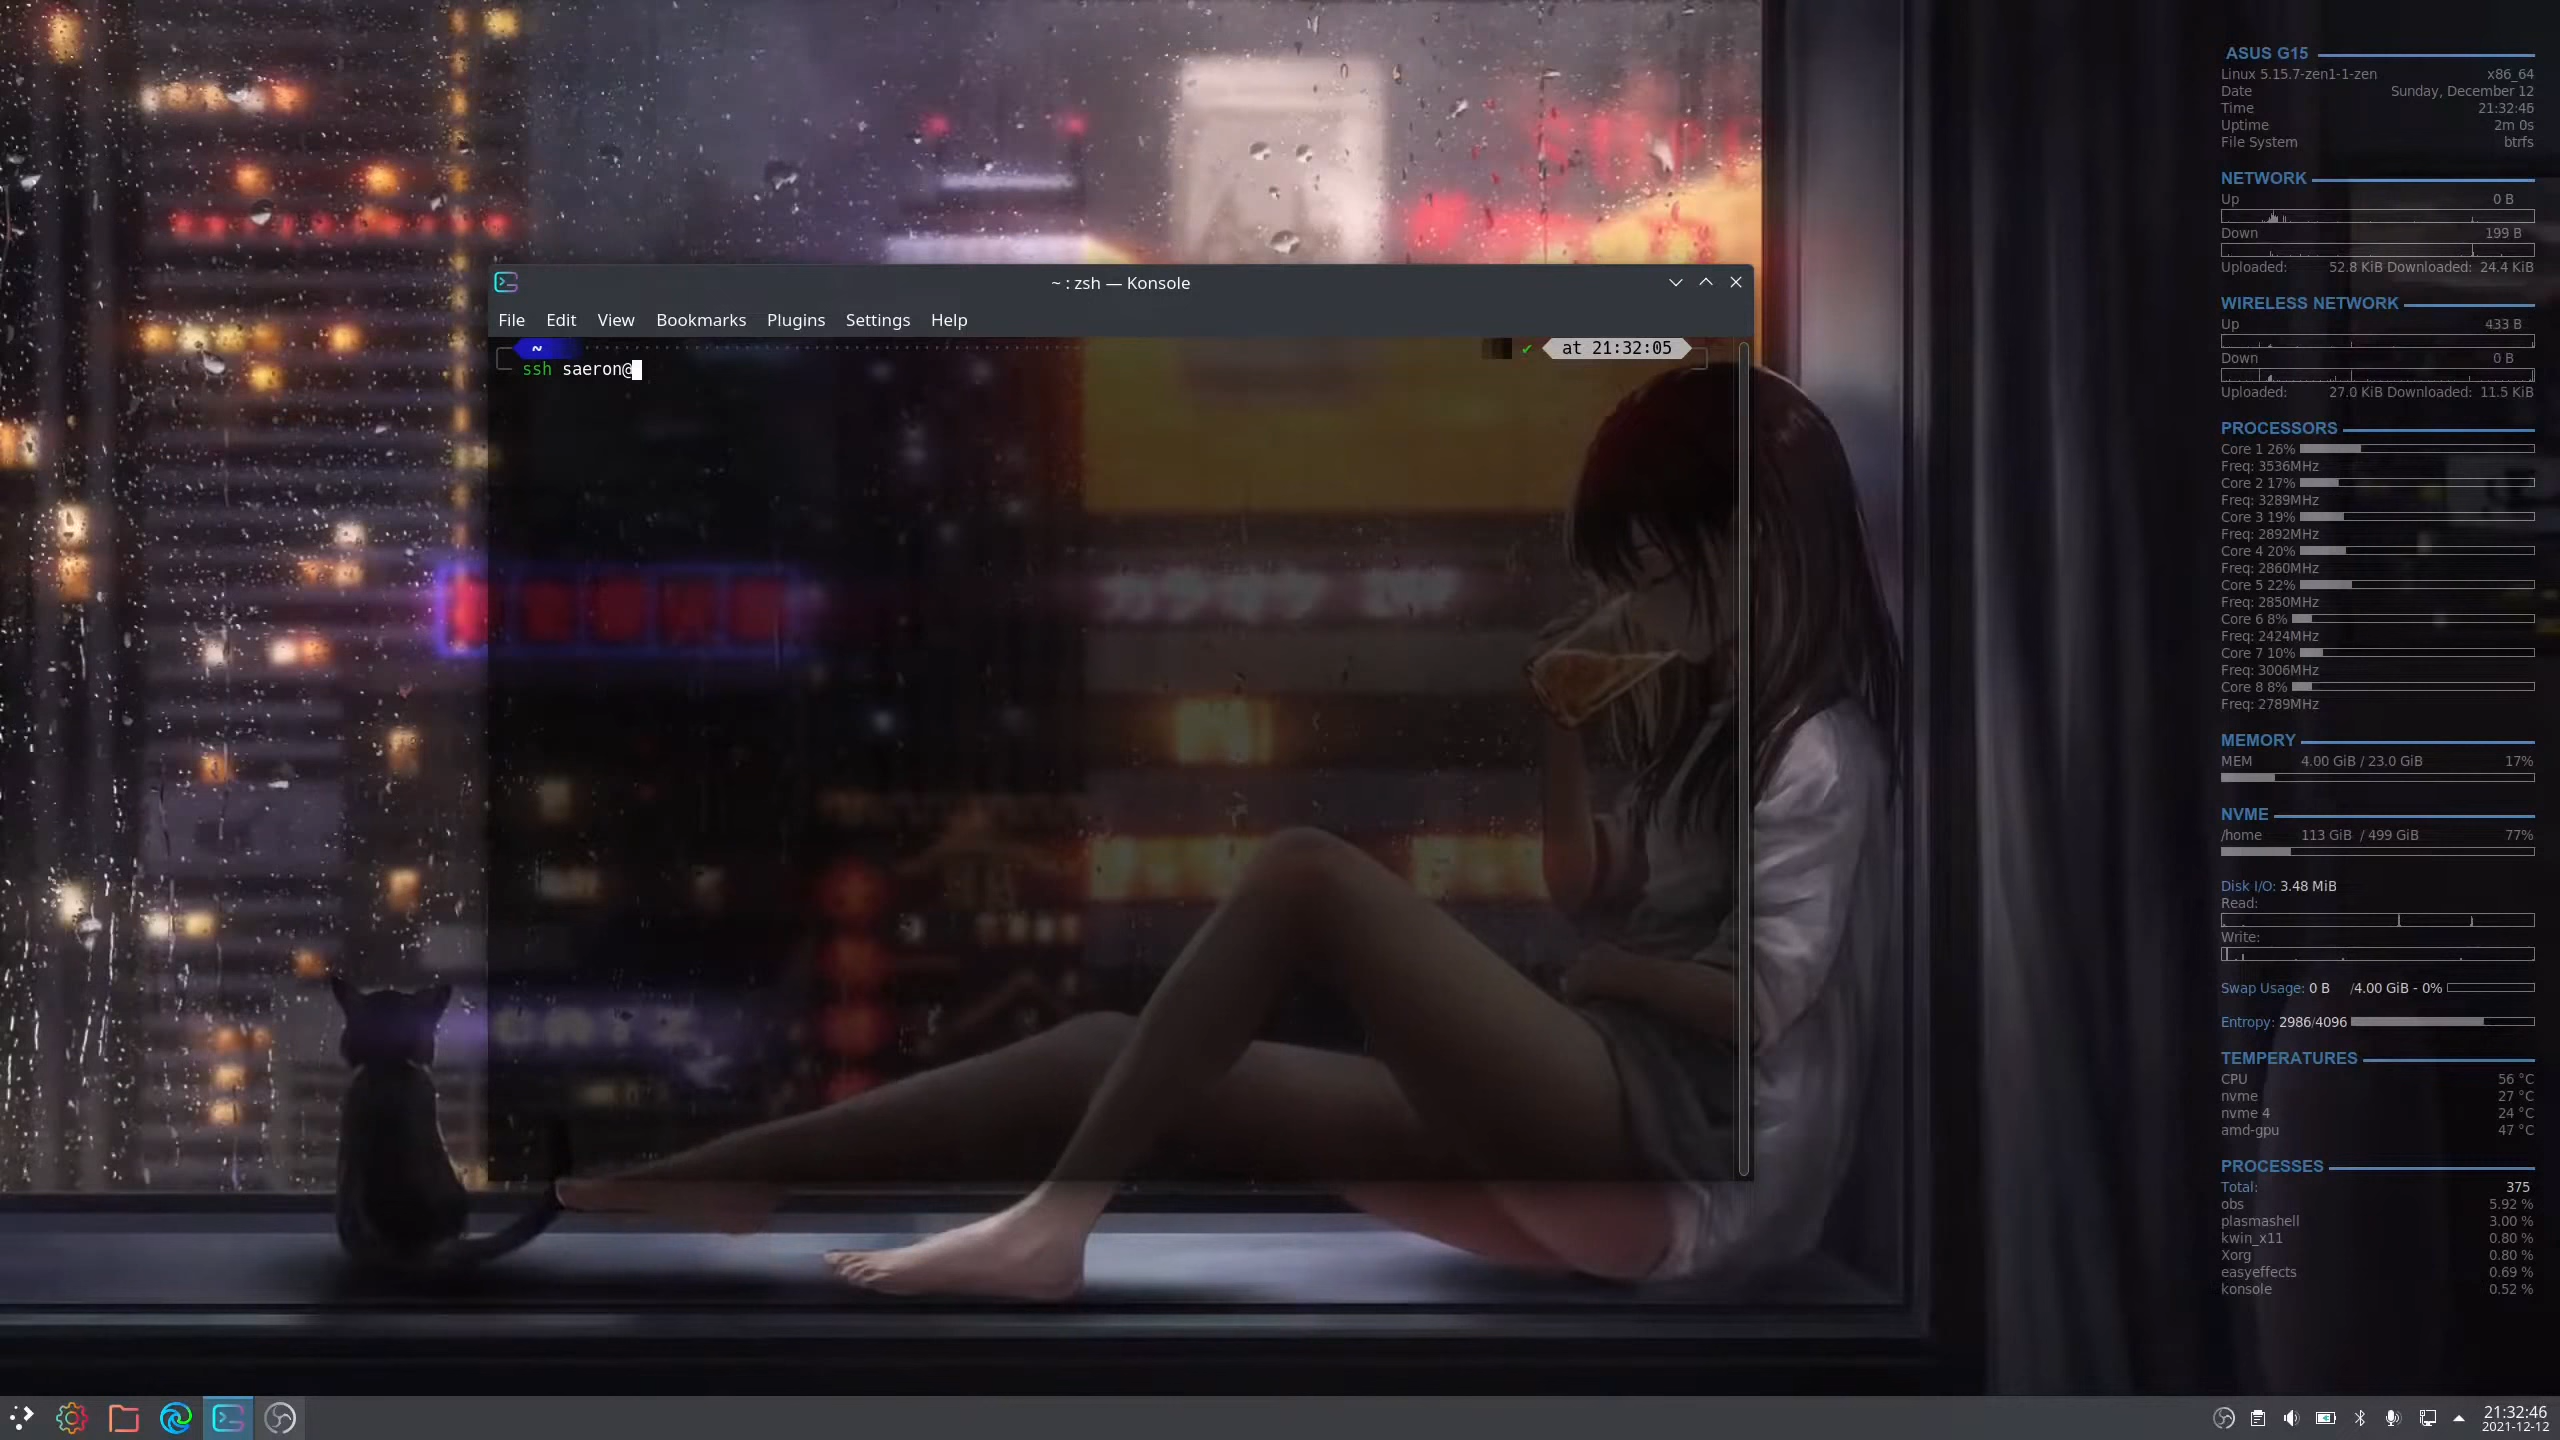 ~ : zsh — Konsole
File Edit View Bookmarks Plugins Settings Help
~ ✔ at 21:32:05
ssh saeron@
ASUS G15
Linux 5.15.7-zen1-1-zen x86_64
Date Sunday, December 12
Time 21:32:46
Uptime 2m 0s
File System btrfs
NETWORK
Up 0 B
Down 199 B
Uploaded: 52.8 KiB Downloaded: 24.4 KiB
WIRELESS NETWORK
Up 433 B
Down 0 B
Uploaded: 27.0 KiB Downloaded: 11.5 KiB
PROCESSORS
Core 1 26%
Freq: 3536MHz
Core 2 17%
Freq: 3289MHz
Core 3 19%
Freq: 2892MHz
Core 4 20%
Freq: 2860MHz
Core 5 22%
Freq: 2850MHz
Core 6 8%
Freq: 2424MHz
Core 7 10%
Freq: 3006MHz
Core 8 8%
Freq: 2789MHz
MEMORY
MEM 4.00 GiB / 23.0 GiB 17%
NVME
/home 113 GiB / 499 GiB 77%
Disk I/O: 3.48 MiB
Read:
Write:
Swap Usage: 0 B /4.00 GiB - 0%
Entropy: 2986/4096
TEMPERATURES
CPU 56 °C
nvme 27 °C
nvme 4 24 °C
amd-gpu 47 °C
PROCESSES
Total: 375
obs 5.92 %
plasmashell 3.00 %
kwin_x11 0.80 %
Xorg 0.80 %
easyeffects 0.69 %
konsole 0.52 %
21:32:46
2021-12-12